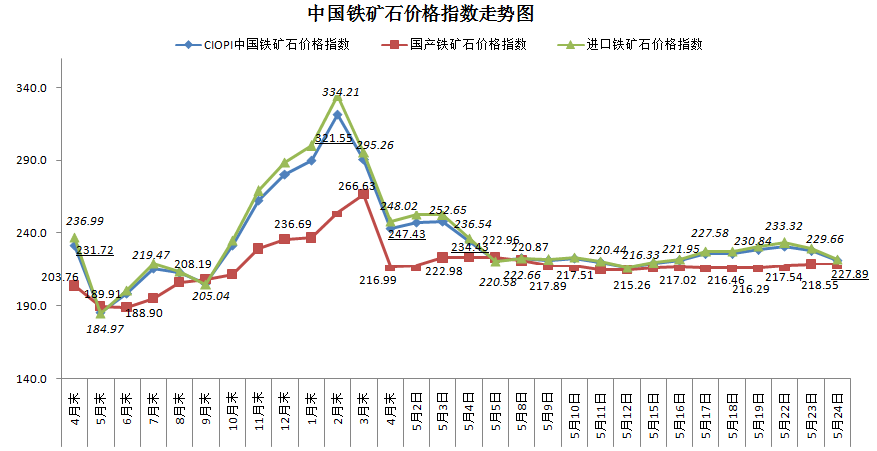 中国铁矿石价格指数走势图
CIOPI中国铁矿石价格指数 国产铁矿石价格指数 进口铁矿石价格指数
340.0
290.0
240.0
190.0
140.0
334.21
321.55
295.26
266.63
236.99
231.72
203.76
189.91
184.97
188.90
219.47
208.19
205.04
236.69
248.02
247.43
216.99
252.65
222.98
236.54
234.43
222.96
220.58
220.87
222.66
217.89
217.51
220.44
215.26
216.33
217.02
221.95
227.58
216.46
230.84
216.29
233.32
217.54
229.66
218.55
227.89
4月末
5月末
6月末
7月末
8月末
9月末
10月末
11月末
12月末
1月末
2月末
3月末
4月末
5月2日
5月3日
5月4日
5月5日
5月8日
5月9日
5月10日
5月11日
5月12日
5月15日
5月16日
5月17日
5月18日
5月19日
5月22日
5月23日
5月24日